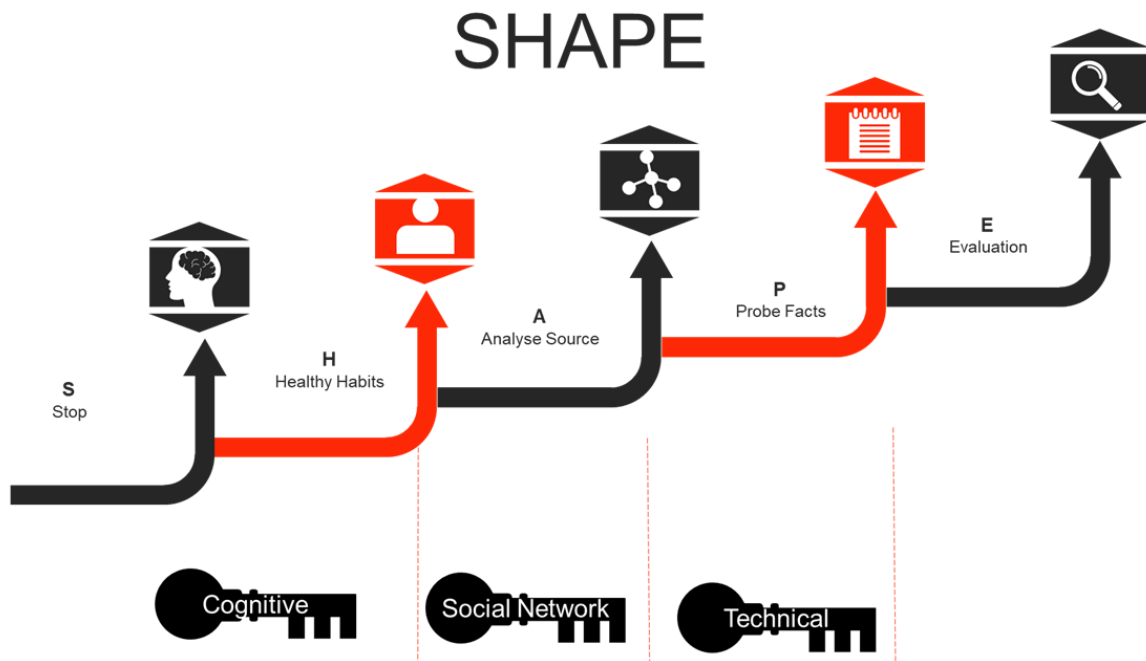 SHAPE
S
Stop
H
Healthy Habits
A
Analyse Source
P
Probe Facts
E
Evaluation
Cognitive
Social Network
Technical